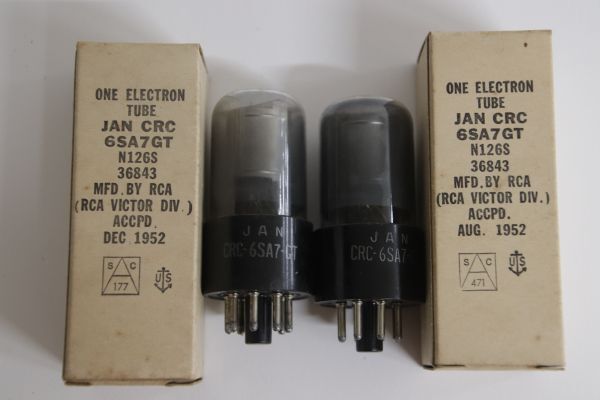 ONE ELECTRON
TUBE
JAN CRC
6SA7GT
N126S
36843
MFD. BY RCA
(RCA VICTOR DIV.)
ACCPD.
DEC 1952
S C
A
177
U S
JAN
CRC-6SA7-GT
JAN
CRC-6SA7-
ONE ELECTRON
TUBE
JAN CRC
6SA7GT
N126S
36843
MFD. BY RCA
(RCA VICTOR DIV.)
ACCPD.
AUG. 1952
S C
A
471
U S